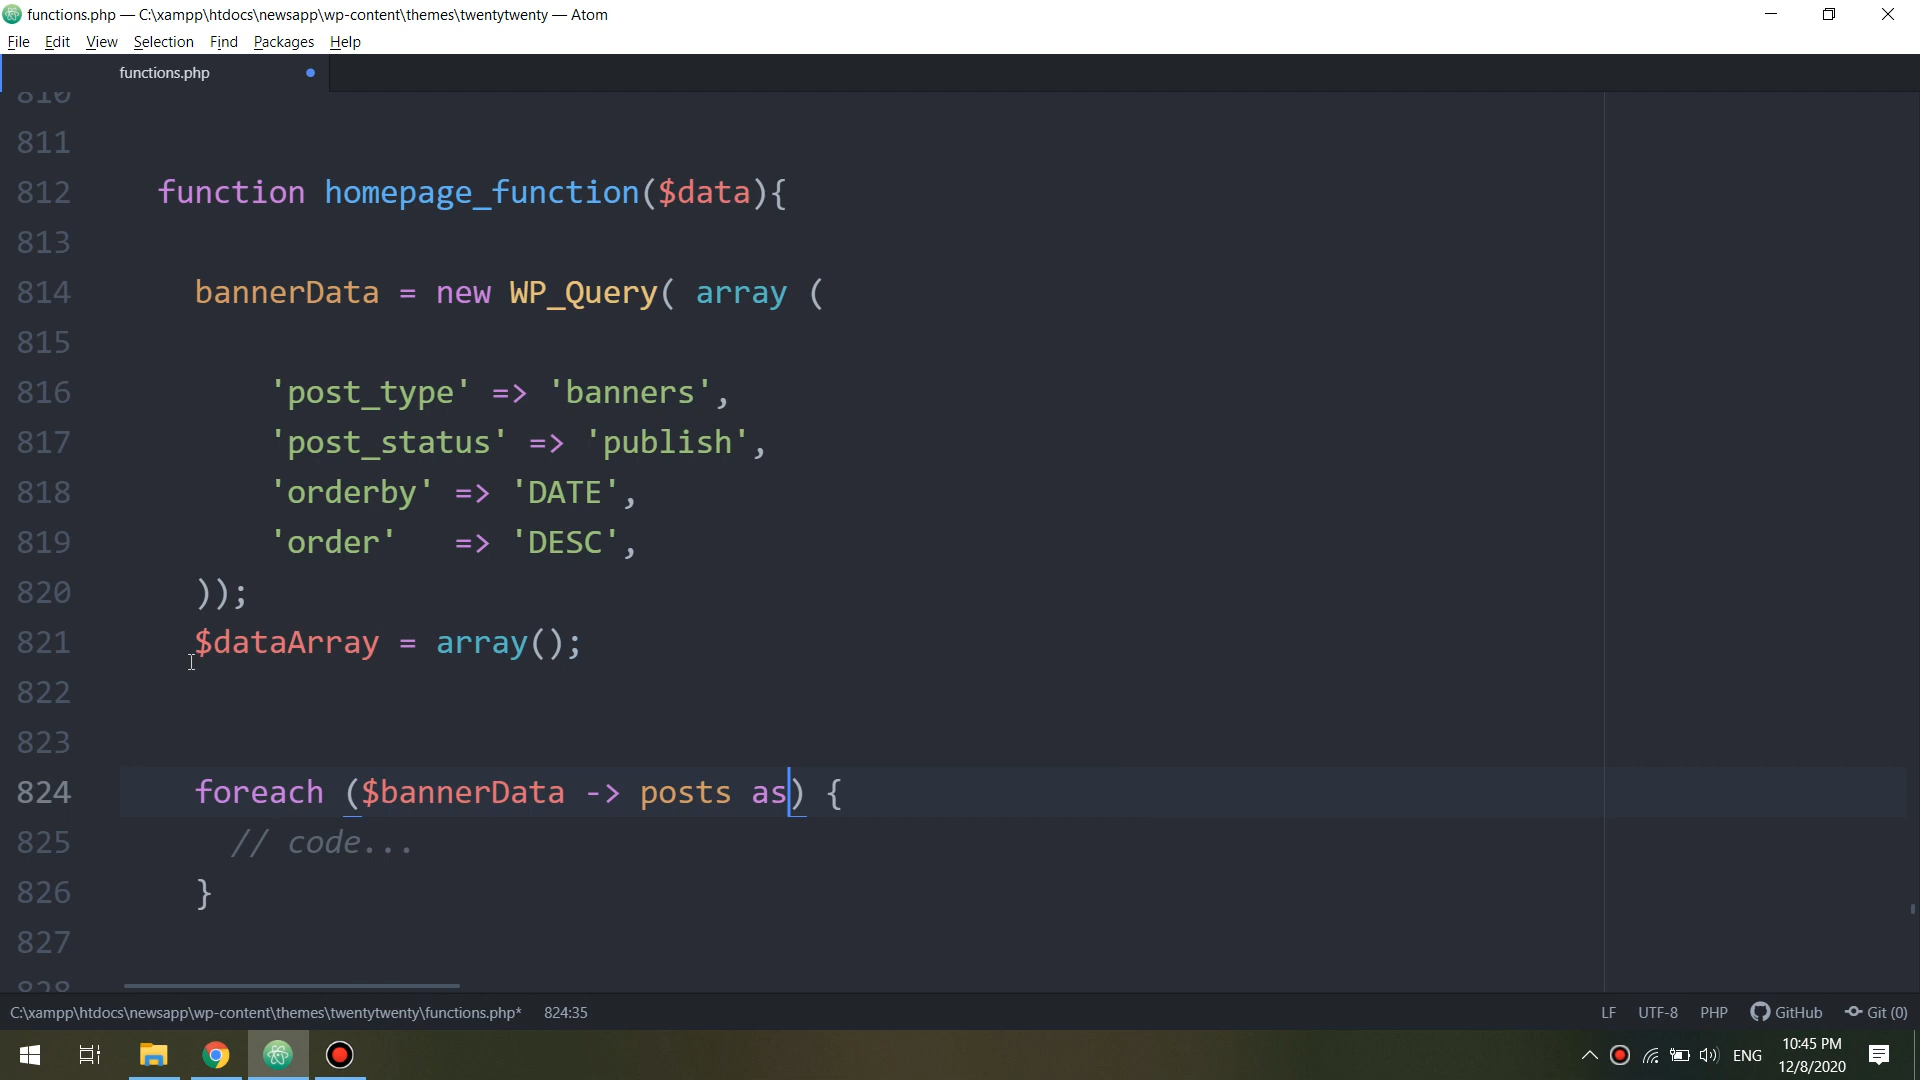 functions.php — C:\xampp\htdocs\newsapp\wp-content\themes\twentytwenty — Atom
File Edit View Selection Find Packages Help
functions.php
810
811
812 function homepage_function($data){
813
814 bannerData = new WP_Query( array (
815
816 'post_type' => 'banners',
817 'post_status' => 'publish',
818 'orderby' => 'DATE',
819 'order' => 'DESC',
820 ));
821 $dataArray = array();
822
823
824 foreach ($bannerData -> posts as) {
825 // code...
826 }
827
828
C:\xampp\htdocs\newsapp\wp-content\themes\twentytwenty\functions.php* 824:35 LF UTF-8 PHP GitHub Git (0)
ENG 10:45 PM
12/8/2020